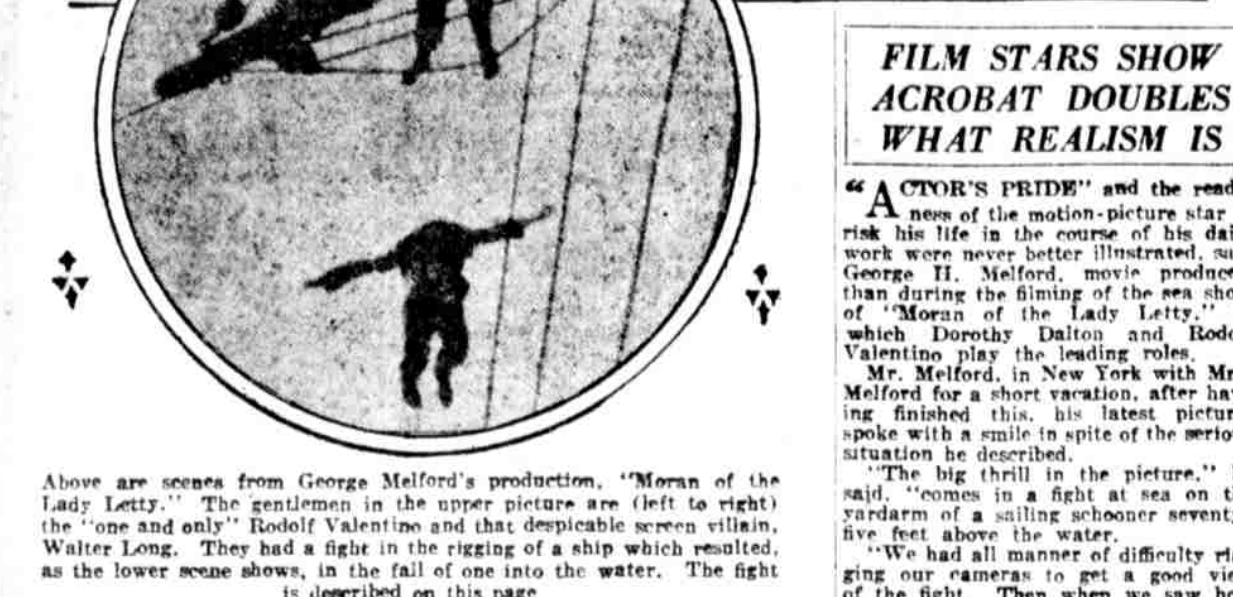 Above are scenes from George Melford's production, "Moran of the
Lady Letty." The gentlemen in the upper picture are (left to right)
the "one and only" Rodolf Valentino and that despicable screen villain,
Walter Long. They had a fight in the rigging of a ship which resulted,
as the lower scene shows, in the fall of one into the water. The fight
is described on this page
FILM STARS SHOW
ACROBAT DOUBLES
WHAT REALISM IS
"ACTOR'S PRIDE" and the read
ness of the motion-picture star
risk his life in the course of his dai
work were never better illustrated, sa
George H. Melford, movie produce
than during the filming of the sea sho
of "Moran of the Lady Letty,"
which Dorothy Dalton and Rodo
Valentino play the leading roles.
Mr. Melford, in New York with Mr
Melford for a short vacation, after hav
ing finished this, his latest pictur
spoke with a smile in spite of the serio
situation he described.
"The big thrill in the picture,"
said, "comes in a fight at sea on t
yardarm of a sailing schooner sevent
five feet above the water.
"We had all manner of difficulty ri
ging our cameras to get a good vie
of the fight. Then when we saw ho